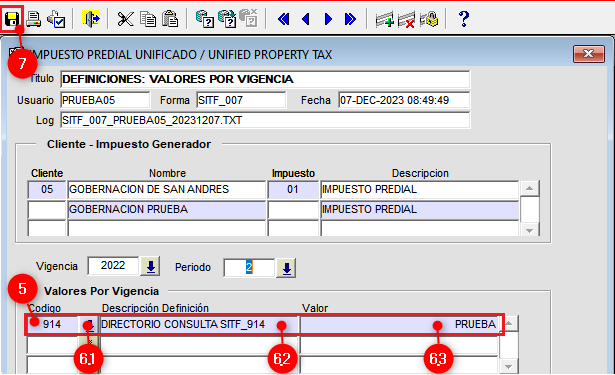 7
IMPUESTO PREDIAL UNIFICADO / UNIFIED PROPERTY TAX
Titulo DEFINICIONES: VALORES POR VIGENCIA
Usuario PRUEBA05 Forma SITF_007 Fecha 07-DEC-2023 08:49:49
Log SITF_007_PRUEBA05_20231207.TXT
Cliente - Impuesto Generador
Cliente Nombre Impuesto Descripcion
05 GOBERNACION DE SAN ANDRES 01 IMPUESTO PREDIAL
GOBERNACION PRUEBA IMPUESTO PREDIAL
Vigencia 2022 Periodo 2
5 Valores Por Vigencia
Codigo Descripción Definición Valor
914 DIRECTORIO CONSULTA SITF_914 PRUEBA
6.1 6.2 6.3